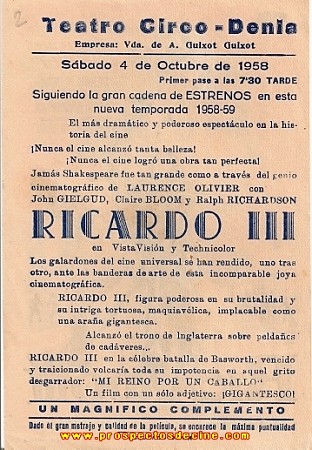 2
Teatro Circo - Denia
Empresa: Vda. de A. Guixot Guixot
Sábado 4 de Octubre de 1958
Primer pase a las 7'30 TARDE
Siguiendo la gran cadena de ESTRENOS en esta
nueva temporada 1958-59
El más dramático y poderoso espectáculo en la his-
toria del cine
¡Nunca el cine alcanzó tanta belleza!
¡Nunca el cine logró una obra tan perfecta!
Jamás Shakespeare fue tan grande como a través del genio
cinematográfico de LAURENCE OLIVIER con
John GIELGUD, Claire BLOOM y Ralph RICHARDSON
RICARDO III
en VistaVisión y Technicolor
Los galardones del cine universal se han rendido, uno tras
otro, ante las banderas de arte de esta incomparable joya
cinematográfica.
RICARDO III, figura poderosa en su brutalidad y
su intriga tortuosa, maquiavélica, implacable como
una araña gigantesca.
Alcanzó el trono de Inglaterra sobre peldaños
de cadáveres...
RICARDO III en la célebre batalla de Basworth, vencido
y traicionado volcaría toda su impotencia en aquel grito
desgarrador: "MI REINO POR UN CABALLO"
Un film con un sólo adjetivo: ¡GIGANTESCO!
UN MAGNIFICO COMPLEMENTO
Dado el gran metraje y calidad de la película, se encarece la máxima puntualidad
www.prospectosdecine.com